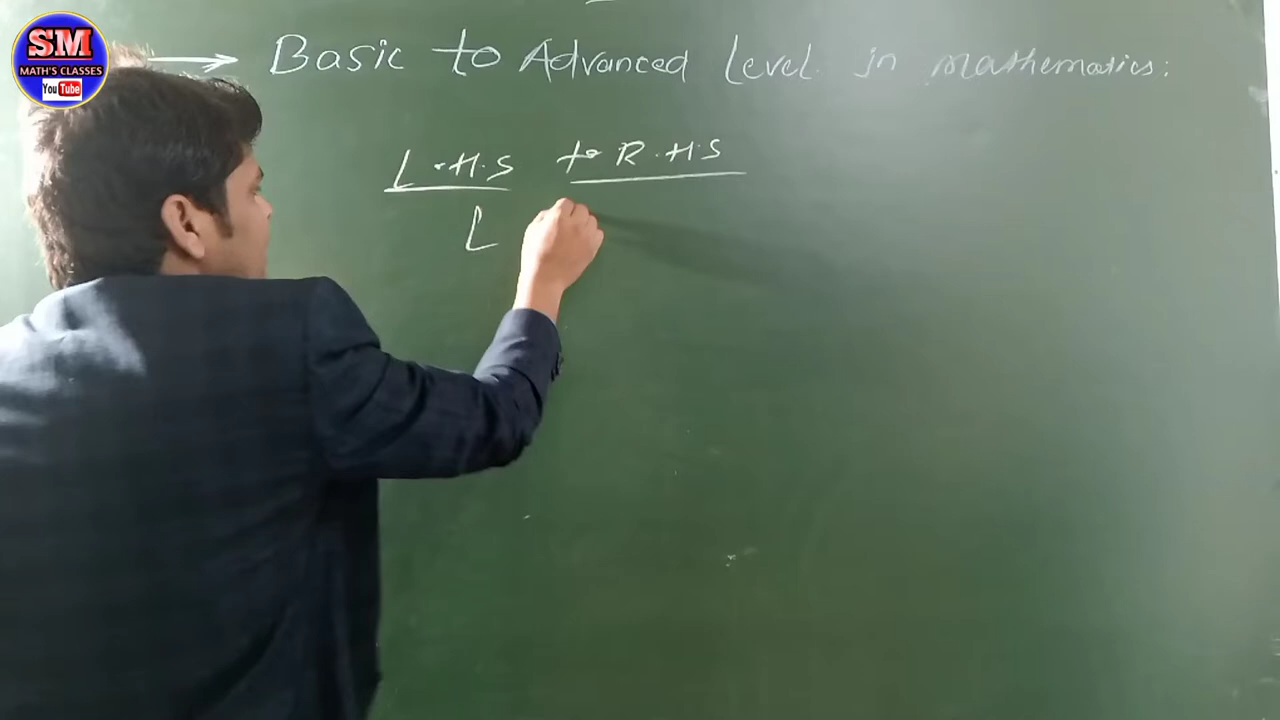 SM
MATH'S CLASSES
YouTube
→ Basic to Advanced Level in mathematics:
L.H.S to R.H.S
L